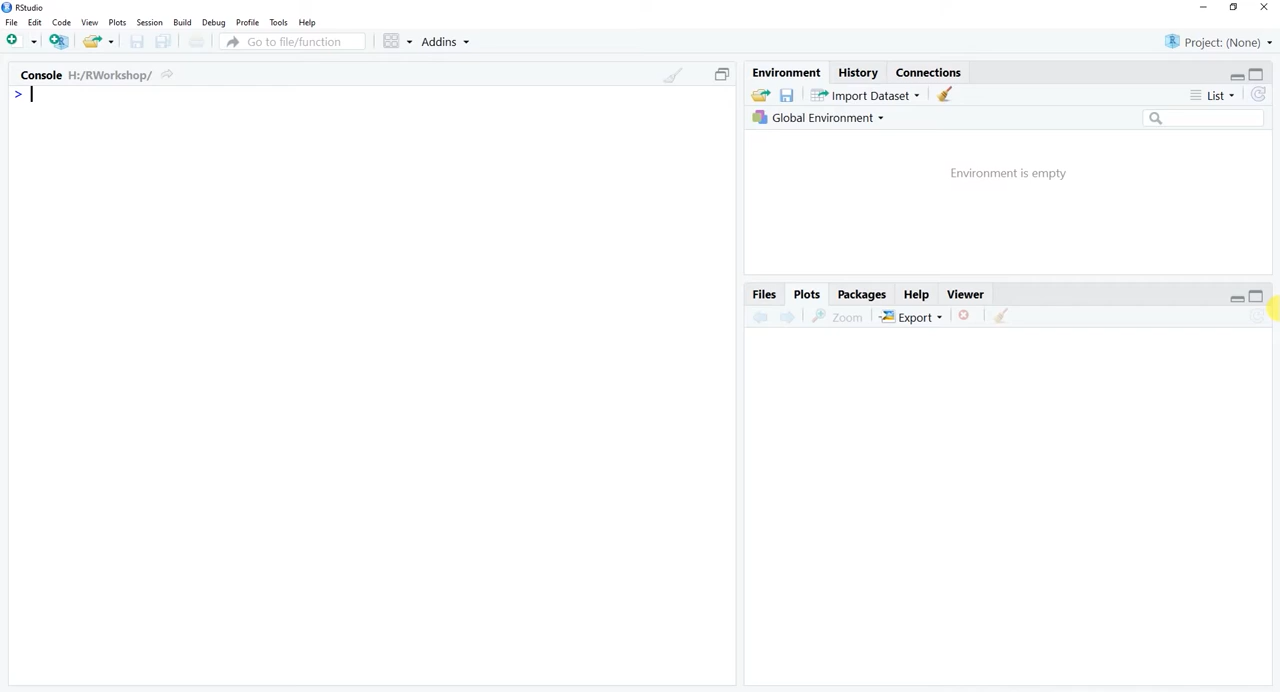 RStudio
File Edit Code View Plots Session Build Debug Profile Tools Help
Go to file/function Addins Project: (None)
Console H:/RWorkshop/
>
Environment History Connections
Import Dataset List
Global Environment
Environment is empty
Files Plots Packages Help Viewer
Zoom Export